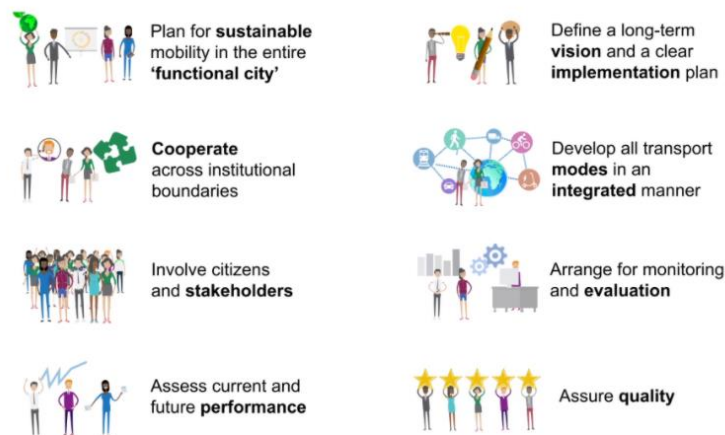 Plan for sustainable
mobility in the entire
‘functional city’
Cooperate
across institutional
boundaries
Involve citizens
and stakeholders
Assess current and
future performance
Define a long-term
vision and a clear
implementation plan
Develop all transport
modes in an
integrated manner
Arrange for monitoring
and evaluation
Assure quality